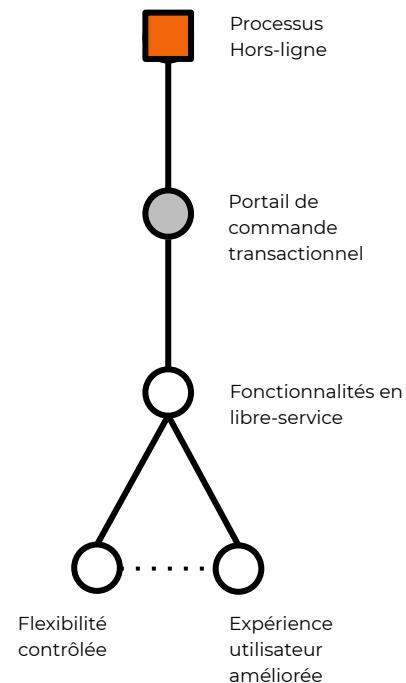 Processus
Hors-ligne
Portail de
commande
transactionnel
Fonctionnalités en
libre-service
Flexibilité
contrôlée
Expérience
utilisateur
améliorée